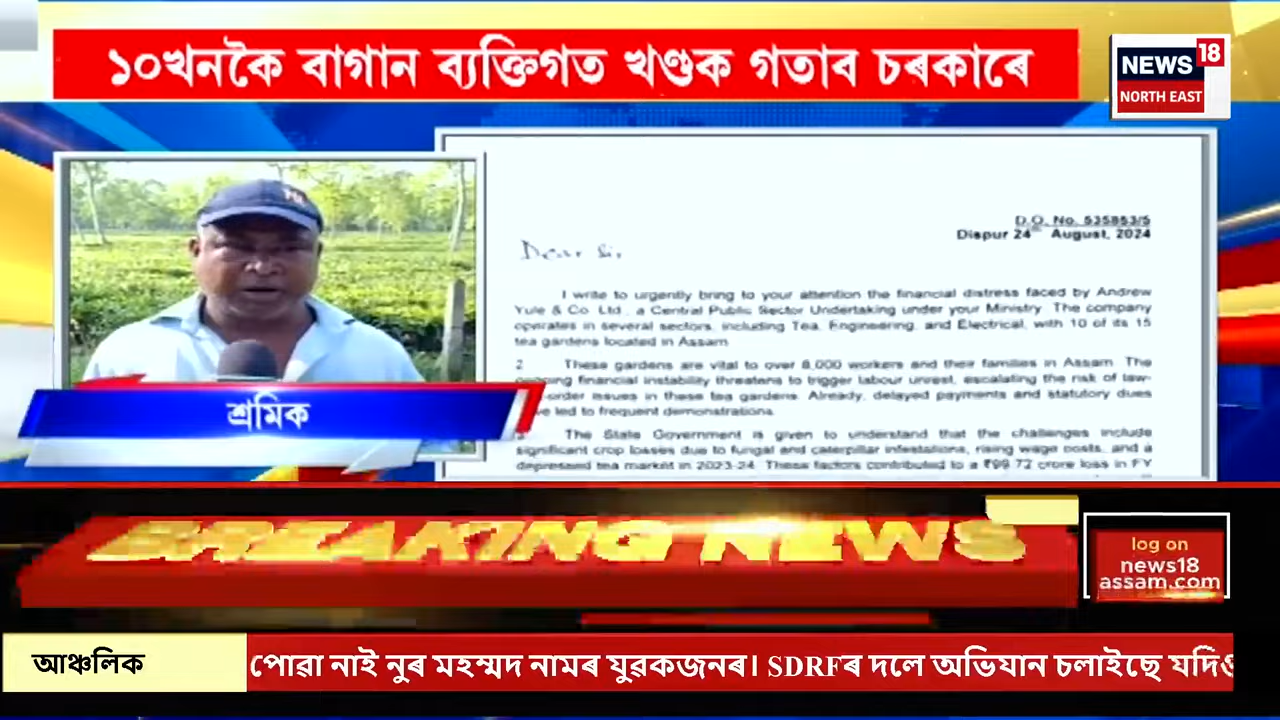 ১০খনকৈ বাগান ব্যক্তিগত খণ্ডক গতাব চৰকাৰে
NEWS 18
NORTH EAST
D.O. No. 535853/5
Dispur 24th August, 2024
Dear Sir,
I write to urgently bring to your attention the financial distress faced by Andrew
Yule & Co. Ltd., a Central Public Sector Undertaking under your Ministry. The company
operates in several sectors, including Tea, Engineering, and Electrical, with 10 of its 15
tea gardens located in Assam.
2. These gardens are vital to over 8,000 workers and their families in Assam. The
financial instability threatens to trigger labour unrest, escalating the risk of law-
-order issues in these tea gardens. Already, delayed payments and statutory dues
led to frequent demonstrations.
The State Government is given to understand that the challenges include
significant crop losses due to fungal and caterpillar infestations, rising wage costs, and a
depressed tea market in 2023-24. These factors contributed to a ₹99.72 crore loss in FY
শ্ৰমিক
BREAKING NEWS
log on
news18
assam.com
আঞ্চলিক
পোৱা নাই নুৰ মহম্মদ নামৰ যুৱকজনৰ। SDRFৰ দলে অভিযান চলাইছে যদিও